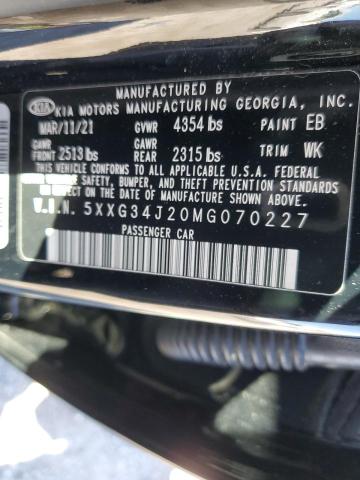 MANUFACTURED BY
KIA KIA MOTORS MANUFACTURING GEORGIA, INC.
MAR/11/21 GVWR 4354 lbs PAINT EB
GAWR GAWR
FRONT 2513 lbs REAR 2315 lbs TRIM WK
THIS VEHICLE CONFORMS TO ALL APPLICABLE U.S.A. FEDERAL
SAFETY, BUMPER, AND THEFT PREVENTION STANDARDS IN
EFFECT ON THE DATE OF MANUFACTURE SHOWN ABOVE.
V.I.N. 5XXG34J20MG070227
PASSENGER CAR